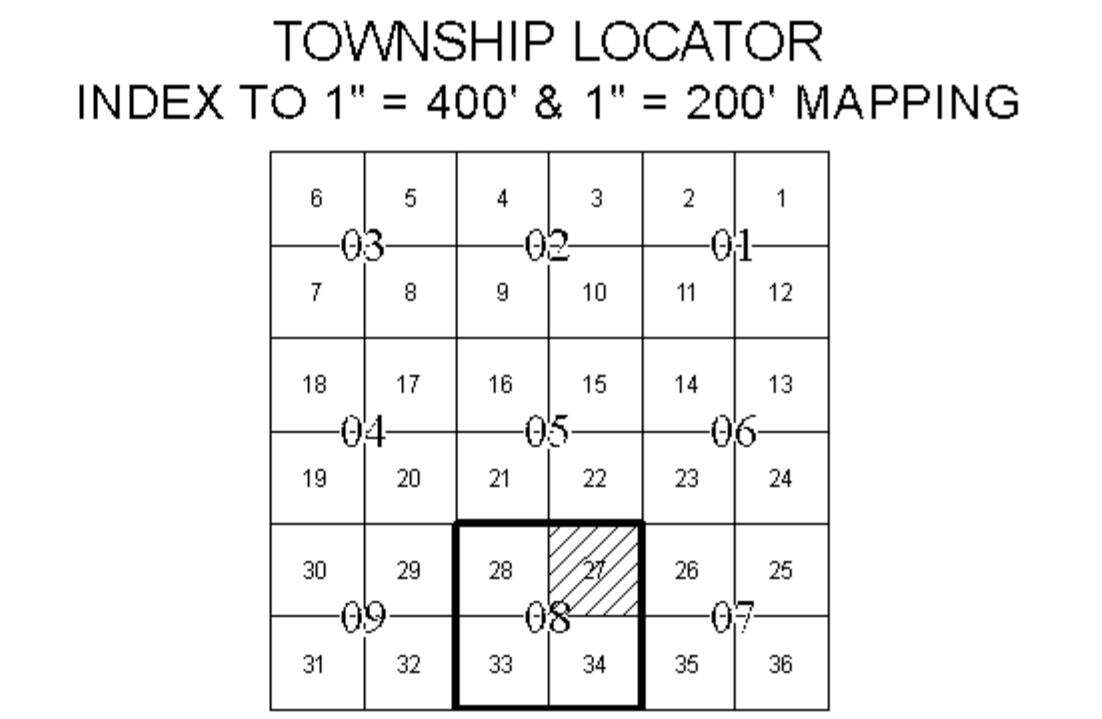 TOWNSHIP LOCATOR
INDEX TO 1" = 400' & 1" = 200' MAPPING
6 5 4 3 2 1
03 02 01
7 8 9 10 11 12
18 17 16 15 14 13
04 05 06
19 20 21 22 23 24
30 29 28 27 26 25
09 08 07
31 32 33 34 35 36